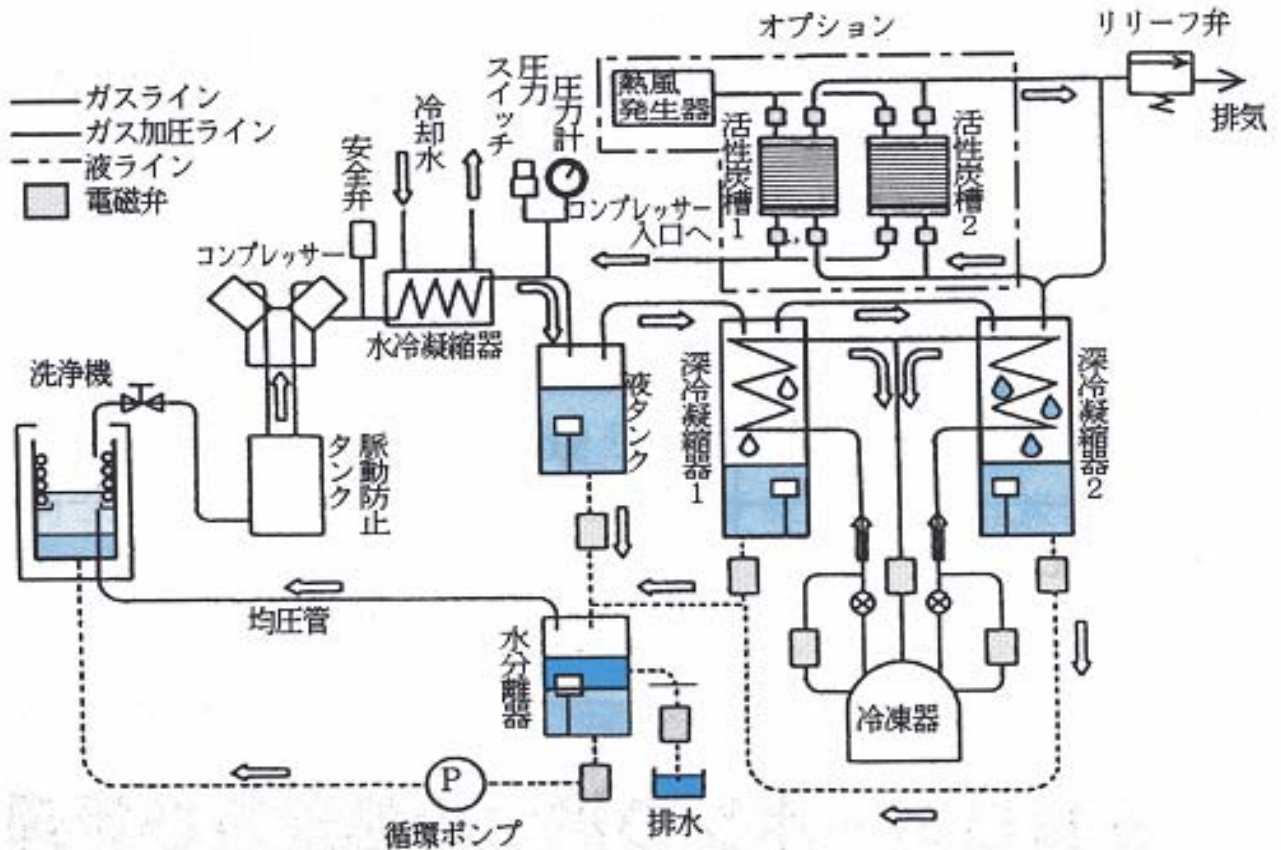 オプション
リリーフ弁
排気
ガスライン
ガス加圧ライン
液ライン
電磁弁
安全弁
冷却水
圧力
スイッチ
圧力計
熱風
発生器
活性炭槽1
活性炭槽2
コンプレッサー
入口へ
コンプレッサー
水冷凝縮器
洗浄機
脈動防止
タンク
液タンク
深冷凝縮器1
深冷凝縮器2
均圧管
水分離器
冷凍器
P
循環ポンプ
排水